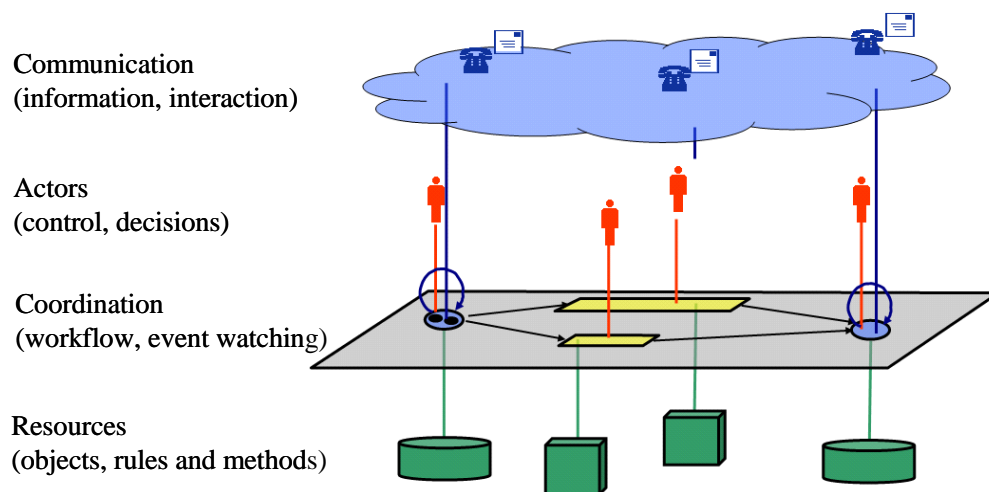 Communication
(information, interaction)
Actors
(control, decisions)
Coordination
(workflow, event watching)
Resources
(objects, rules and methods)